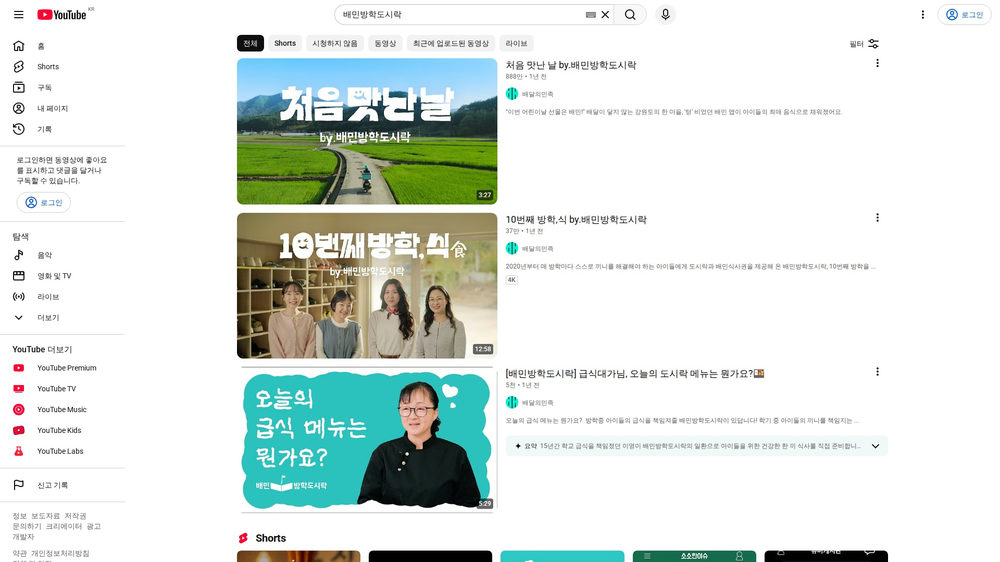 YouTube KR
배민방학도시락
로그인
홈
Shorts
구독
내 페이지
기록
로그인하면 동영상에 좋아요
를 표시하고 댓글을 달거나
구독할 수 있습니다.
로그인
탐색
음악
영화 및 TV
라이브
더보기
YouTube 더보기
YouTube Premium
YouTube TV
YouTube Music
YouTube Kids
YouTube Labs
신고 기록
정보 보도자료 저작권
문의하기 크리에이터 광고
개발자
약관 개인정보처리방침
전체 Shorts 시청하지 않음 동영상 최근에 업로드된 동영상 라이브
필터
처음 맛난 날
by.배민방학도시락
3:27
처음 맛난 날 by.배민방학도시락
888만 • 1년 전
배달의민족
"이번 어린이날 선물은 배민!" 배달이 닿지 않는 강원도의 한 마을, '텅' 비었던 배민 앱이 아이들의 최애 음식으로 채워졌어요.
10번째 방학,식食
by.배민방학도시락
12:58
10번째 방학,식 by.배민방학도시락
37만 • 1년 전
배달의민족
2020년부터 매 방학마다 스스로 끼니를 해결해야 하는 아이들에게 도시락과 배민식사권을 제공해 온 배민방학도시락, 10번째 방학을 ...
4K
오늘의
급식 메뉴는
뭔가요?
배민 방학도시락
5:29
[배민방학도시락] 급식대가님, 오늘의 도시락 메뉴는 뭔가요?🍱
5천 • 1년 전
배달의민족
오늘의 급식 메뉴는 뭔가요? 방학중 아이들의 급식을 책임져줄 배민방학도시락이 있답니다! 학기 중 아이들의 끼니를 책임지는 ...
요약 15년간 학교 급식을 책임졌던 이영이 배민방학도시락의 일환으로 아이들을 위한 건강한 한 끼 식사를 직접 준비합니...
Shorts
소소한이슈